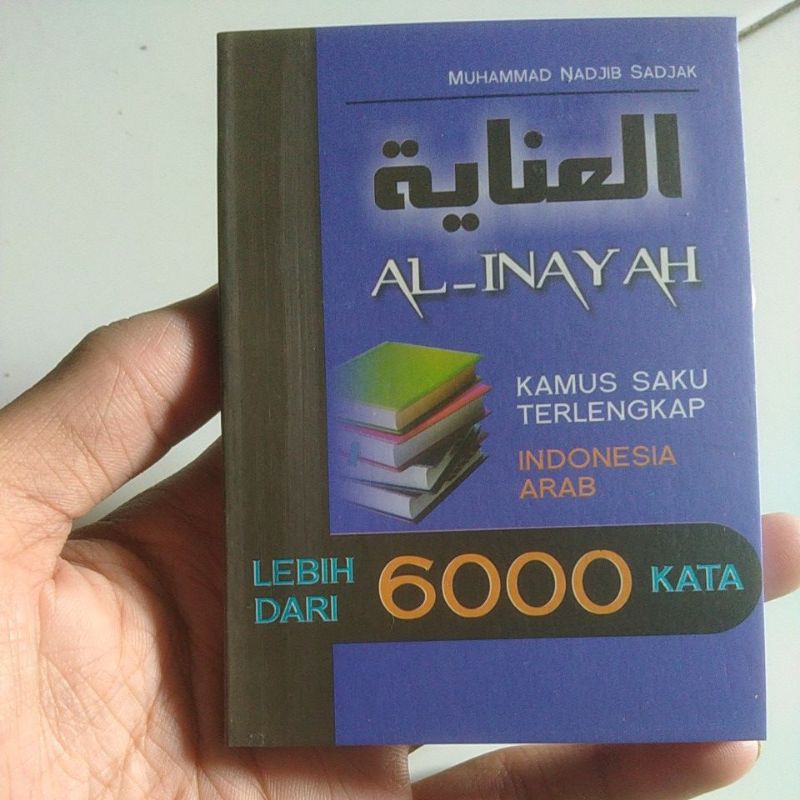 MUHAMMAD NADJIB SADJAK
العناية
AL-INAYAH
KAMUS SAKU
TERLENGKAP
INDONESIA
ARAB
LEBIH
DARI
6000
KATA